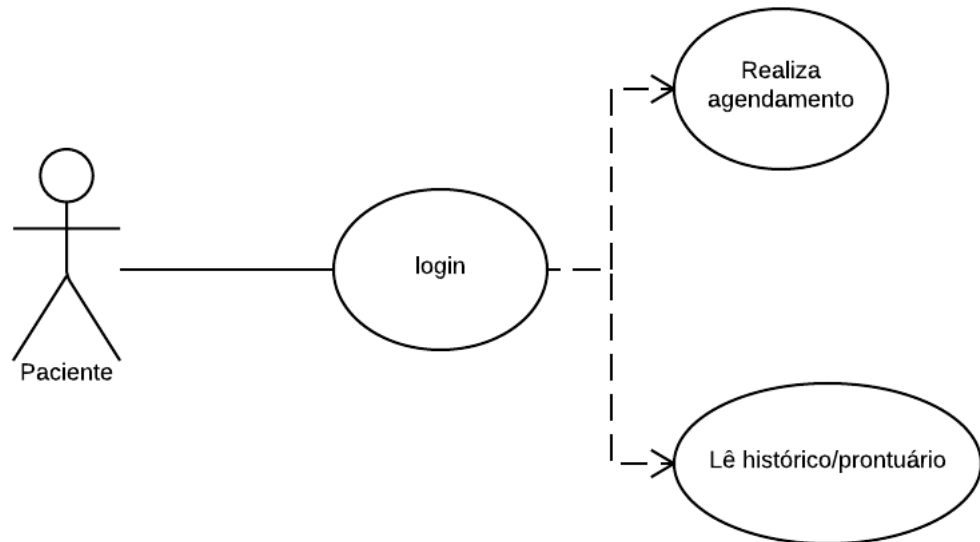 Realiza
agendamento
login
Paciente
Lê histórico/prontuário